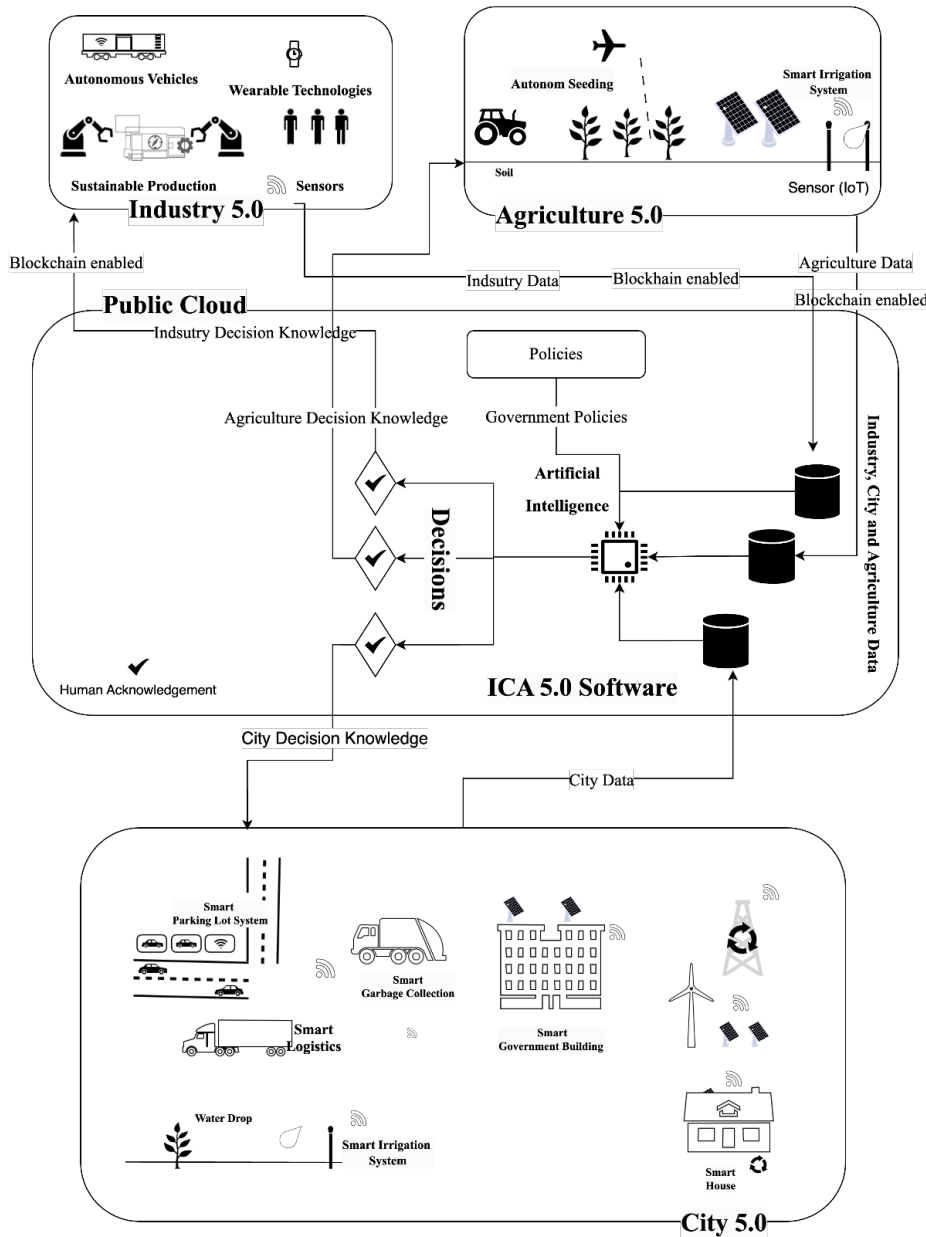 Autonomous Vehicles
Wearable Technologies
Sustainable Production
Sensors
Industry 5.0
Autonom Seeding
Smart Irrigation
System
Soil
Sensor (IoT)
Agriculture 5.0
Blockchain enabled
Indsutry Data
Blockhain enabled
Agriculture Data
Blockchain enabled
Public Cloud
Indsutry Decision Knowledge
Policies
Agriculture Decision Knowledge
Government Policies
Artificial
Intelligence
Decisions
Industry, City and Agriculture Data
Human Acknowledgement
ICA 5.0 Software
City Decision Knowledge
City Data
Smart
Parking Lot System
Smart
Garbage Collection
Smart
Logistics
Smart
Government Building
Water Drop
Smart Irrigation
System
Smart
House
City 5.0